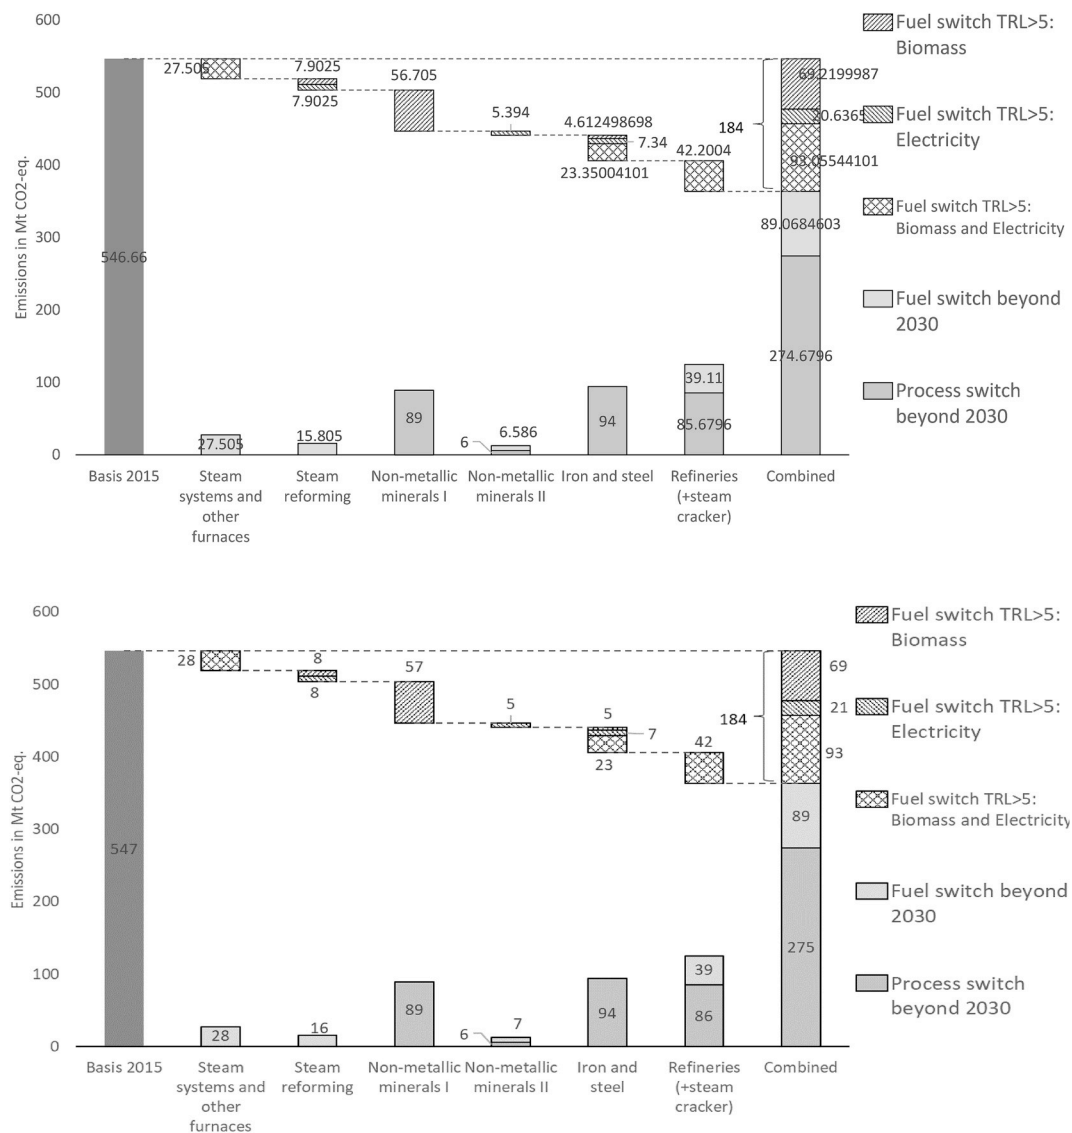 600
500
400
300
200
100
0
Emissions in Mt CO2-eq.
546.66
27.505
7.9025
7.9025
56.705
5.394
4.612498698
7.34
23.35004101
42.2004
184
69.2199987
20.6365
93.05544101
89.0684603
274.6796
27.505
15.805
89
6
6.586
94
39.11
85.6796
Basis 2015
Steam
systems and
other
furnaces
Steam
reforming
Non-metallic
minerals I
Non-metallic
minerals II
Iron and steel
Refineries
(+steam
cracker)
Combined
Fuel switch TRL>5:
Biomass
Fuel switch TRL>5:
Electricity
Fuel switch TRL>5:
Biomass and Electricity
Fuel switch beyond
2030
Process switch
beyond 2030
600
500
400
300
200
100
0
Emissions in Mt CO2-eq.
547
28
8
8
57
5
5
7
23
42
184
69
21
93
89
275
28
16
89
6
7
94
39
86
Basis 2015
Steam
systems and
other
furnaces
Steam
reforming
Non-metallic
minerals I
Non-metallic
minerals II
Iron and
steel
Refineries
(+steam
cracker)
Combined
Fuel switch TRL>5:
Biomass
Fuel switch TRL>5:
Electricity
Fuel switch TRL>5:
Biomass and Electricity
Fuel switch beyond
2030
Process switch
beyond 2030